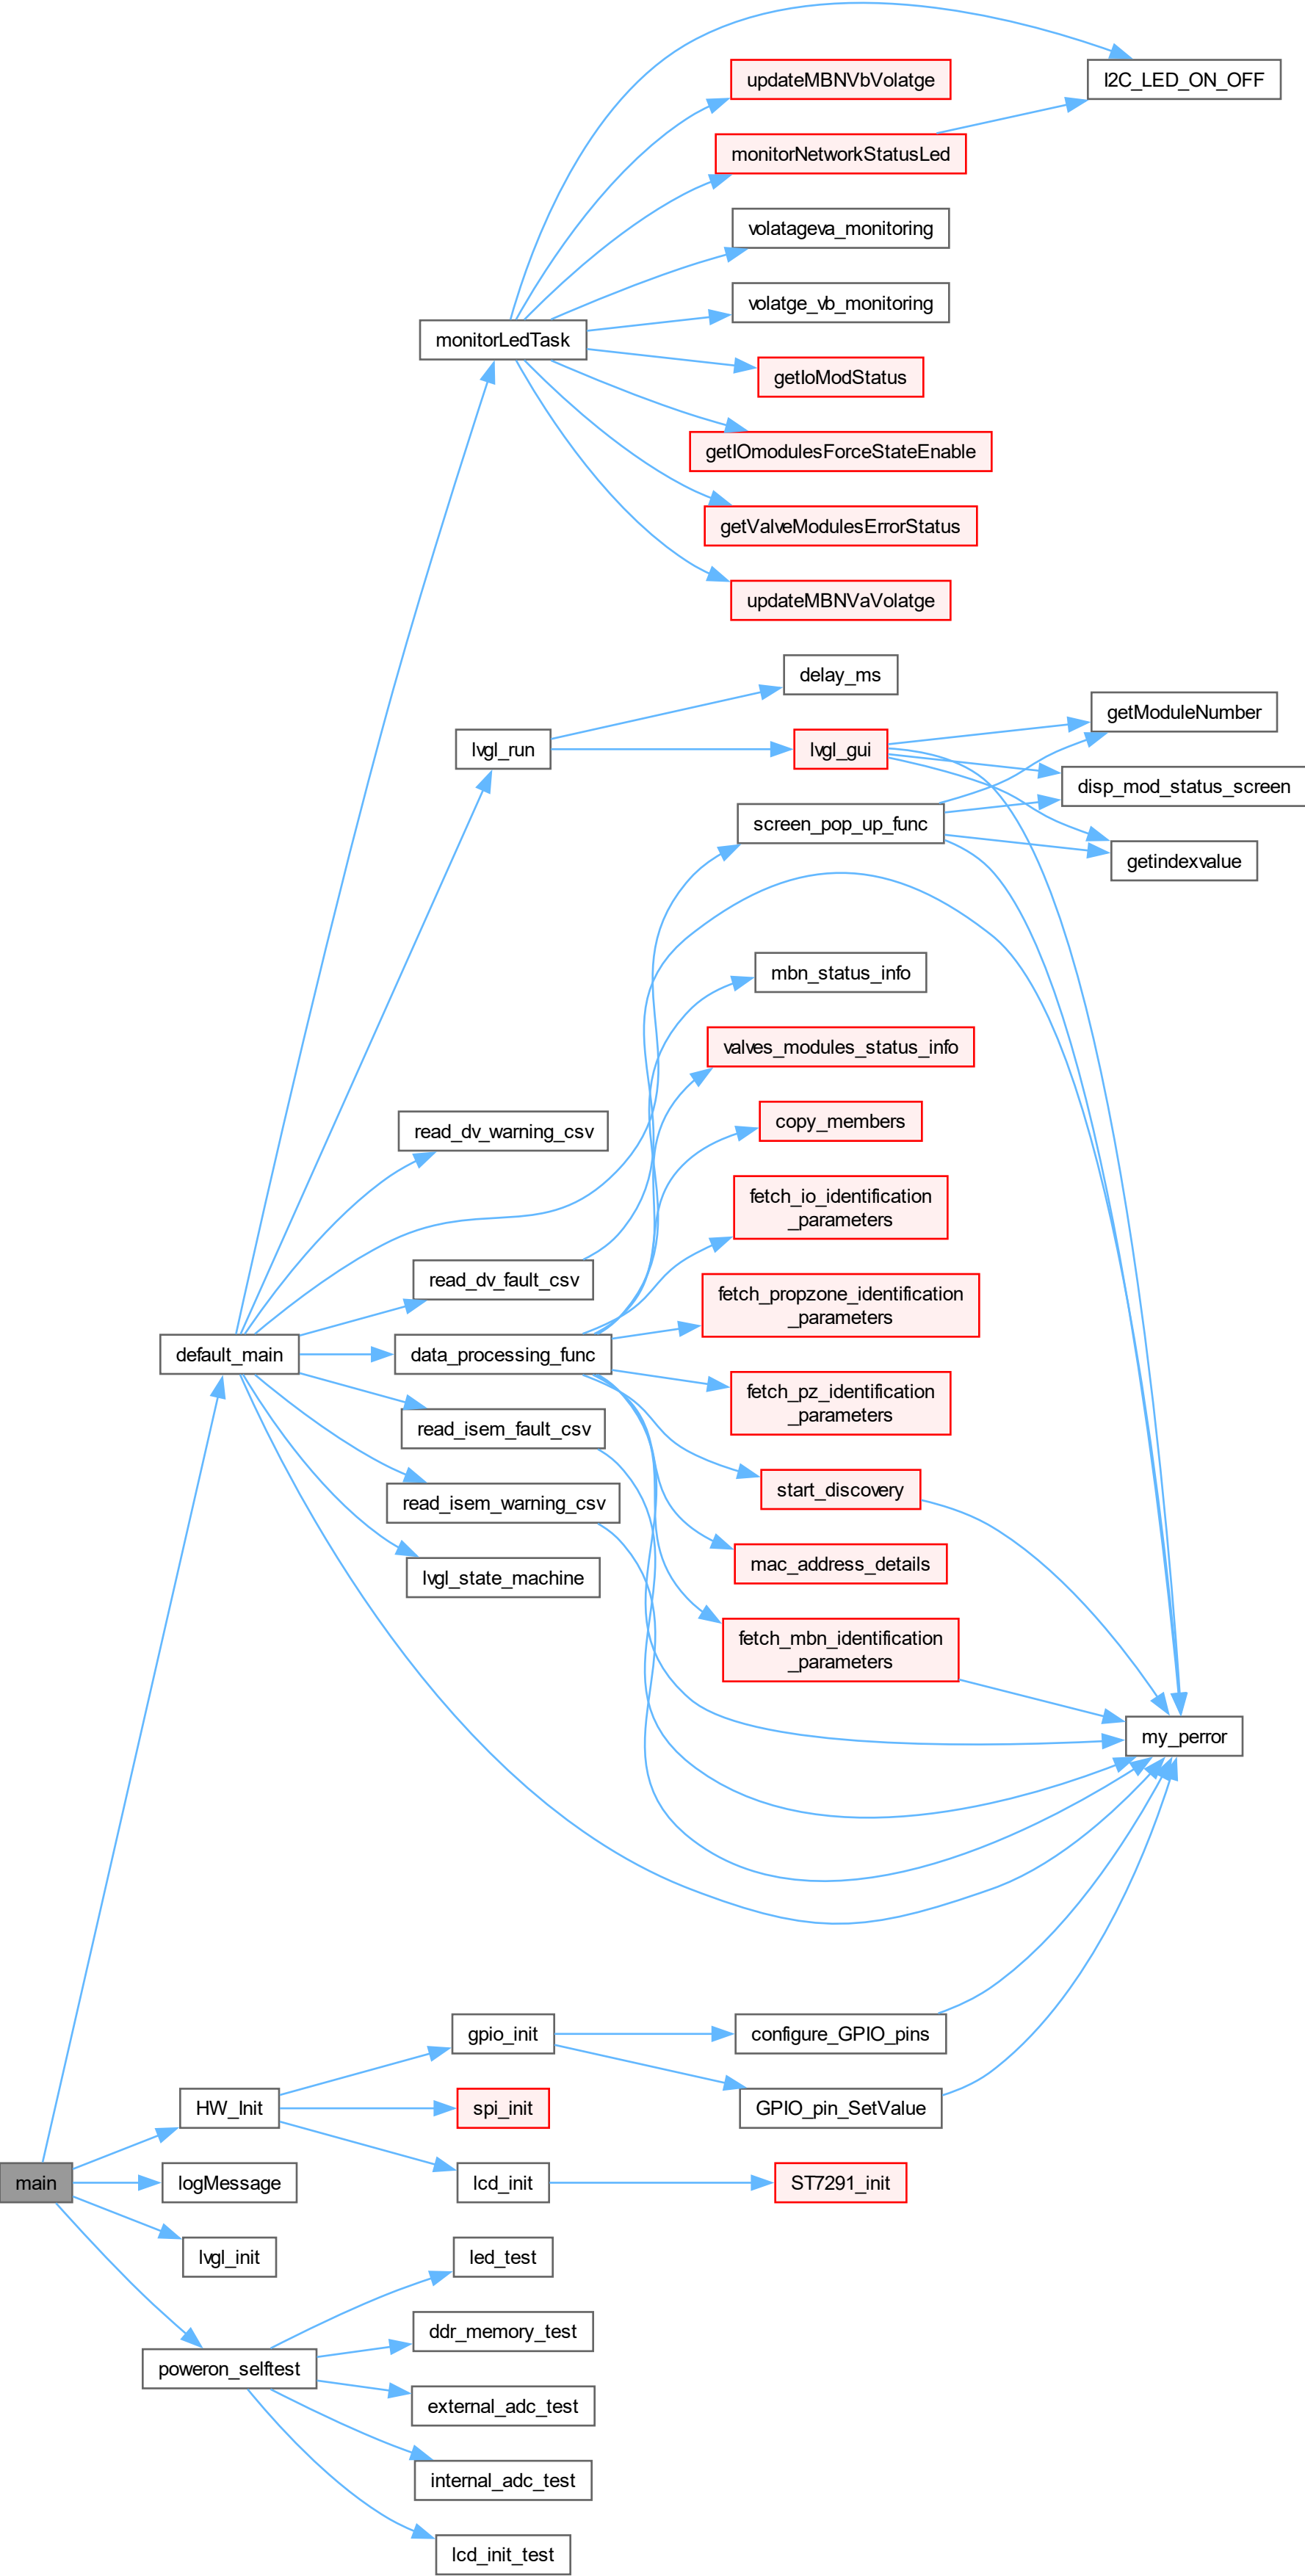 I2C_LED_ON_OFF
updateMBNVbVolatge
monitorNetworkStatusLed
volatageva_monitoring
volatge_vb_monitoring
monitorLedTask
getIoModStatus
getIOmodulesForceStateEnable
getValveModulesErrorStatus
updateMBNVaVolatge
delay_ms
getModuleNumber
lvgl_run
lvgl_gui
disp_mod_status_screen
screen_pop_up_func
getindexvalue
mbn_status_info
valves_modules_status_info
copy_members
read_dv_warning_csv
fetch_io_identification
_parameters
read_dv_fault_csv
fetch_propzone_identification
_parameters
default_main
data_processing_func
fetch_pz_identification
_parameters
read_isem_fault_csv
start_discovery
read_isem_warning_csv
mac_address_details
lvgl_state_machine
fetch_mbn_identification
_parameters
my_perror
gpio_init
configure_GPIO_pins
HW_Init
spi_init
GPIO_pin_SetValue
main
logMessage
lcd_init
ST7291_init
lvgl_init
led_test
ddr_memory_test
poweron_selftest
external_adc_test
internal_adc_test
lcd_init_test